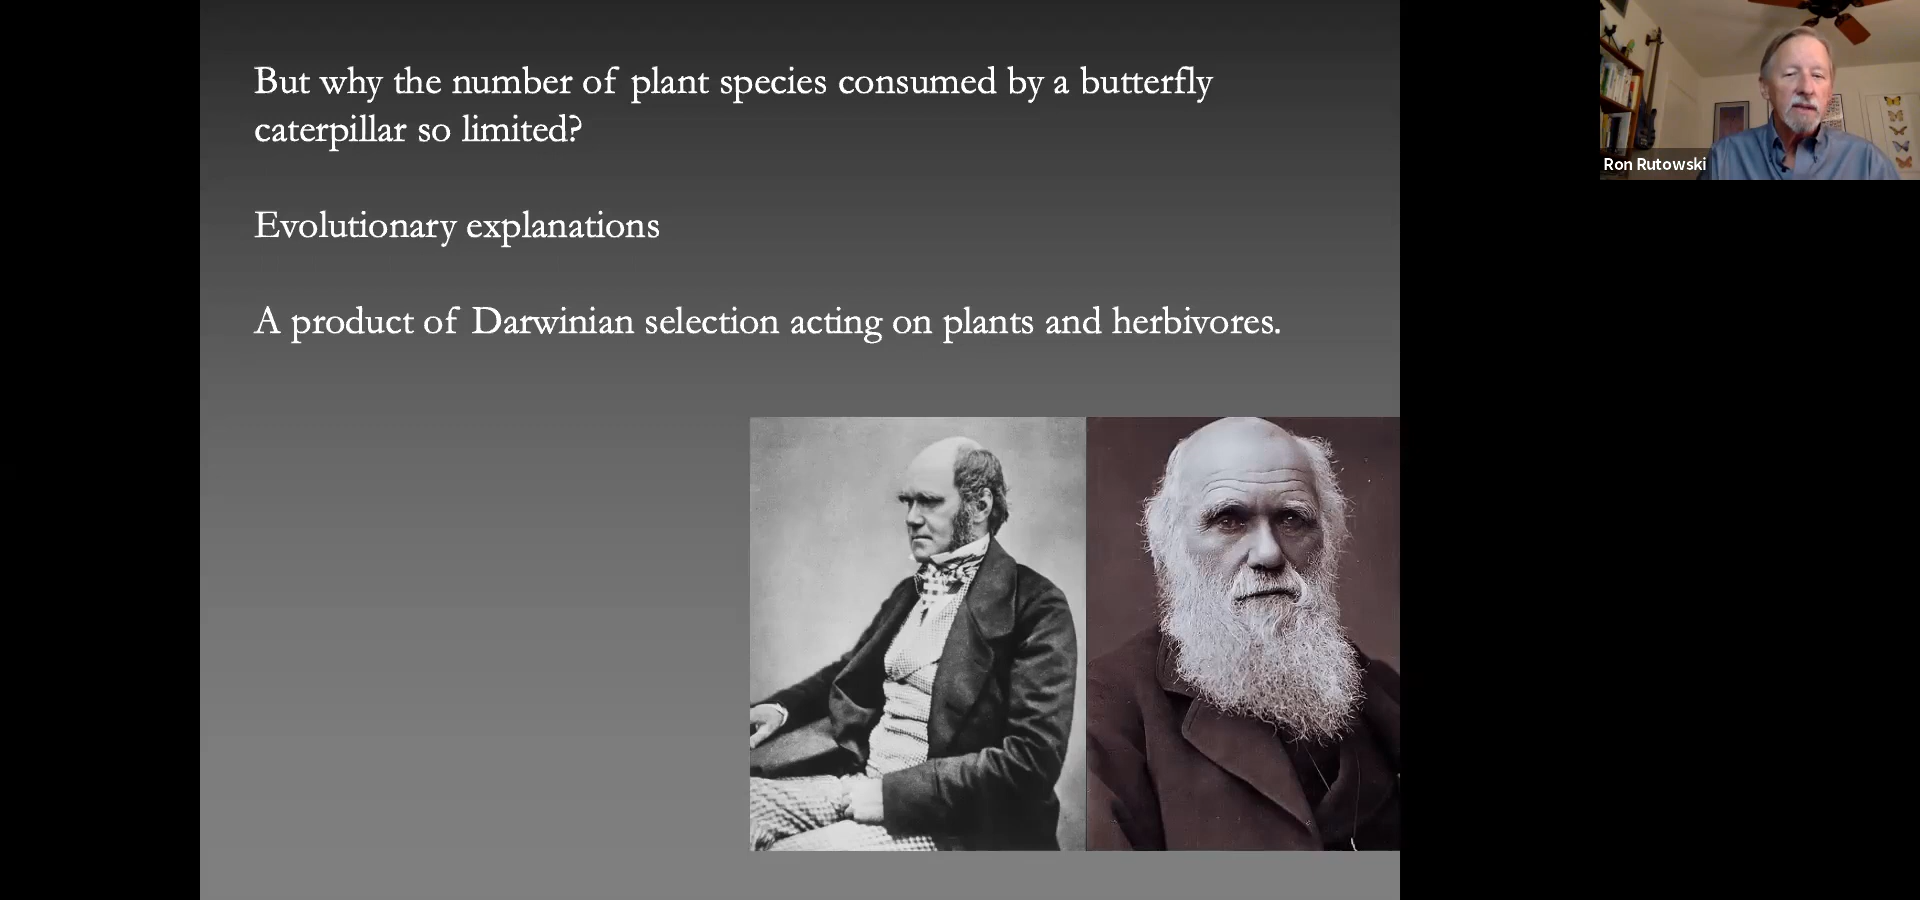 But why the number of plant species consumed by a butterfly
caterpillar so limited?
Evolutionary explanations
A product of Darwinian selection acting on plants and herbivores.
Ron Rutowski